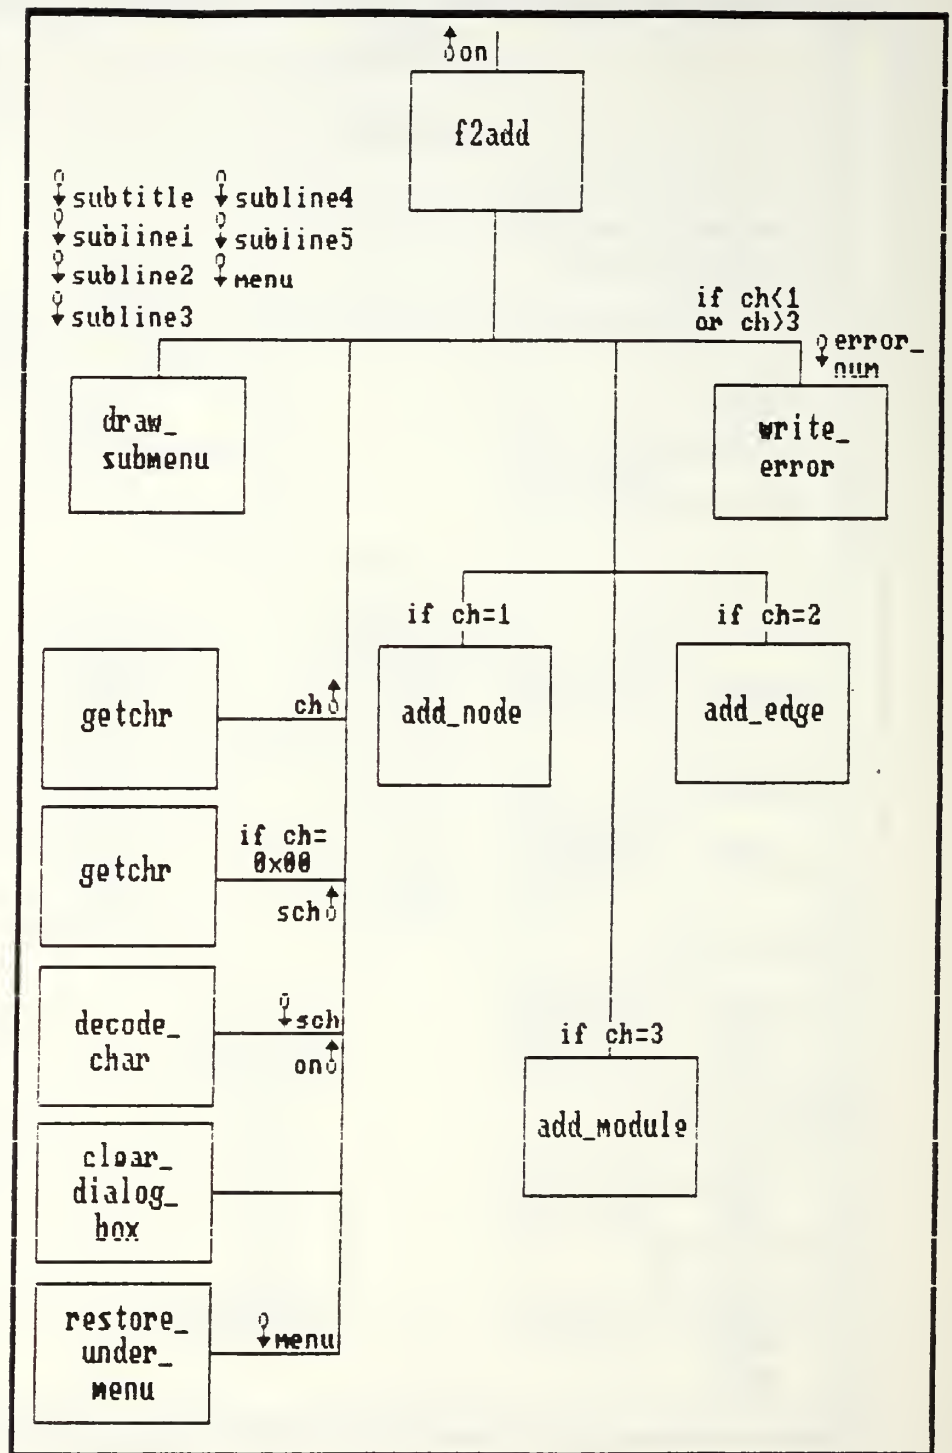 on
f2add
subtitle subline4
subline1 subline5
subline2 menu
subline3
if ch<1
or ch>3
error_
num
draw_
submenu
write_
error
if ch=1
if ch=2
getchr
ch
add_node
add_edge
getchr
if ch=
0x00
sch
decode_
char
sch
on
if ch=3
add_module
clear_
dialog_
box
restore_
under_
menu
menu